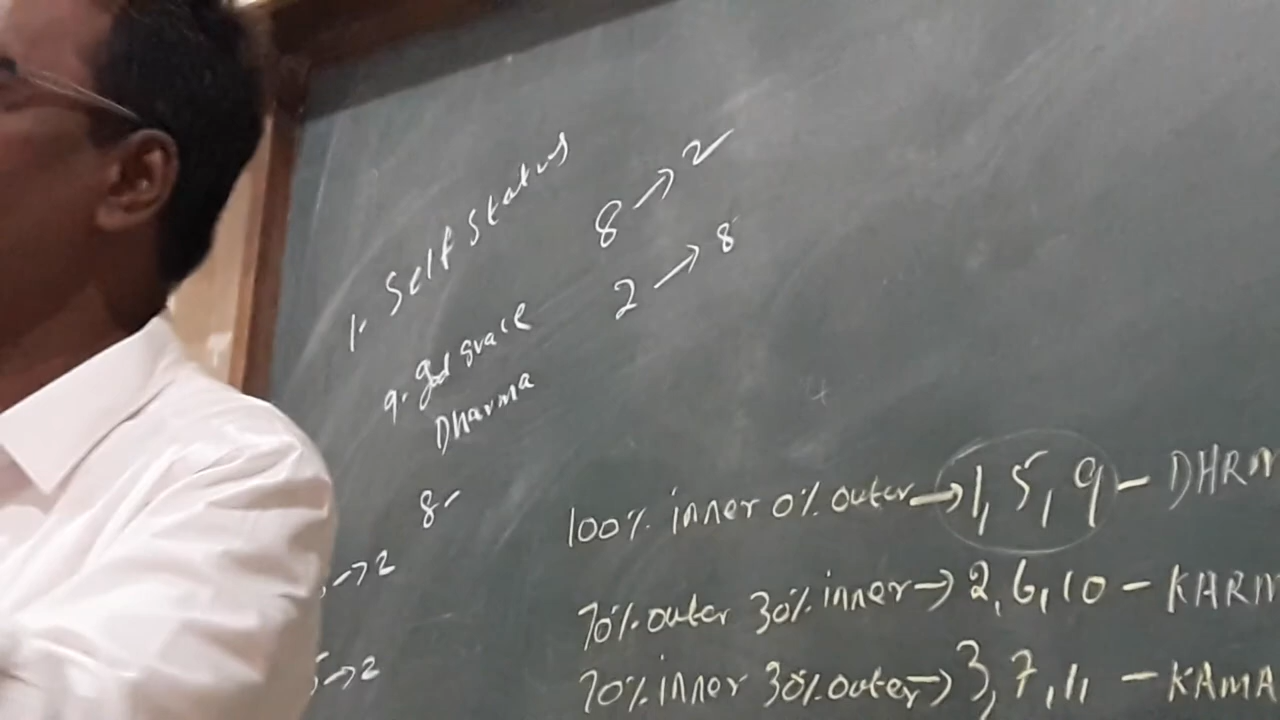 1. Self Status
8 → 2
2 → 8
9. god grace
Dharma
8-
→ 2
→ 2
100% inner 0% outer → 1, 5, 9 - DHRM
70% outer 30% inner → 2, 6, 10 - KARM
70% inner 30% outer → 3, 7, 11 - KAMA